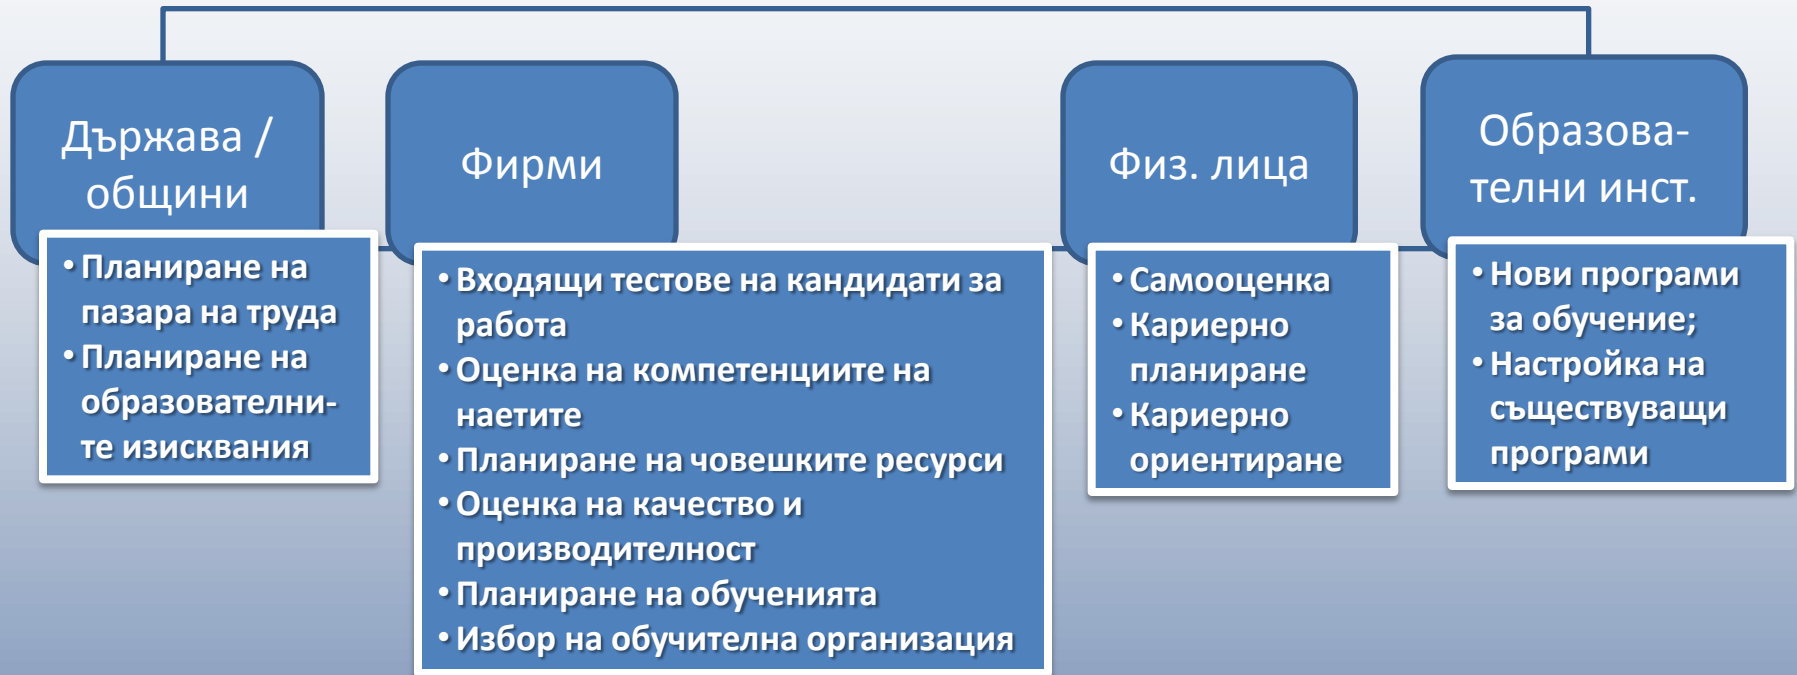 Държава /
общини
• Планиране на
пазара на труда
• Планиране на
образователни-
те изисквания
Фирми
• Входящи тестове на кандидати за
работа
• Оценка на компетенциите на
наетите
• Планиране на човешките ресурси
• Оценка на качество и
производителност
• Планиране на обученията
• Избор на обучителна организация
Физ. лица
• Самооценка
• Кариерно
планиране
• Кариерно
ориентиране
Образова-
телни инст.
• Нови програми
за обучение;
• Настройка на
съществуващи
програми